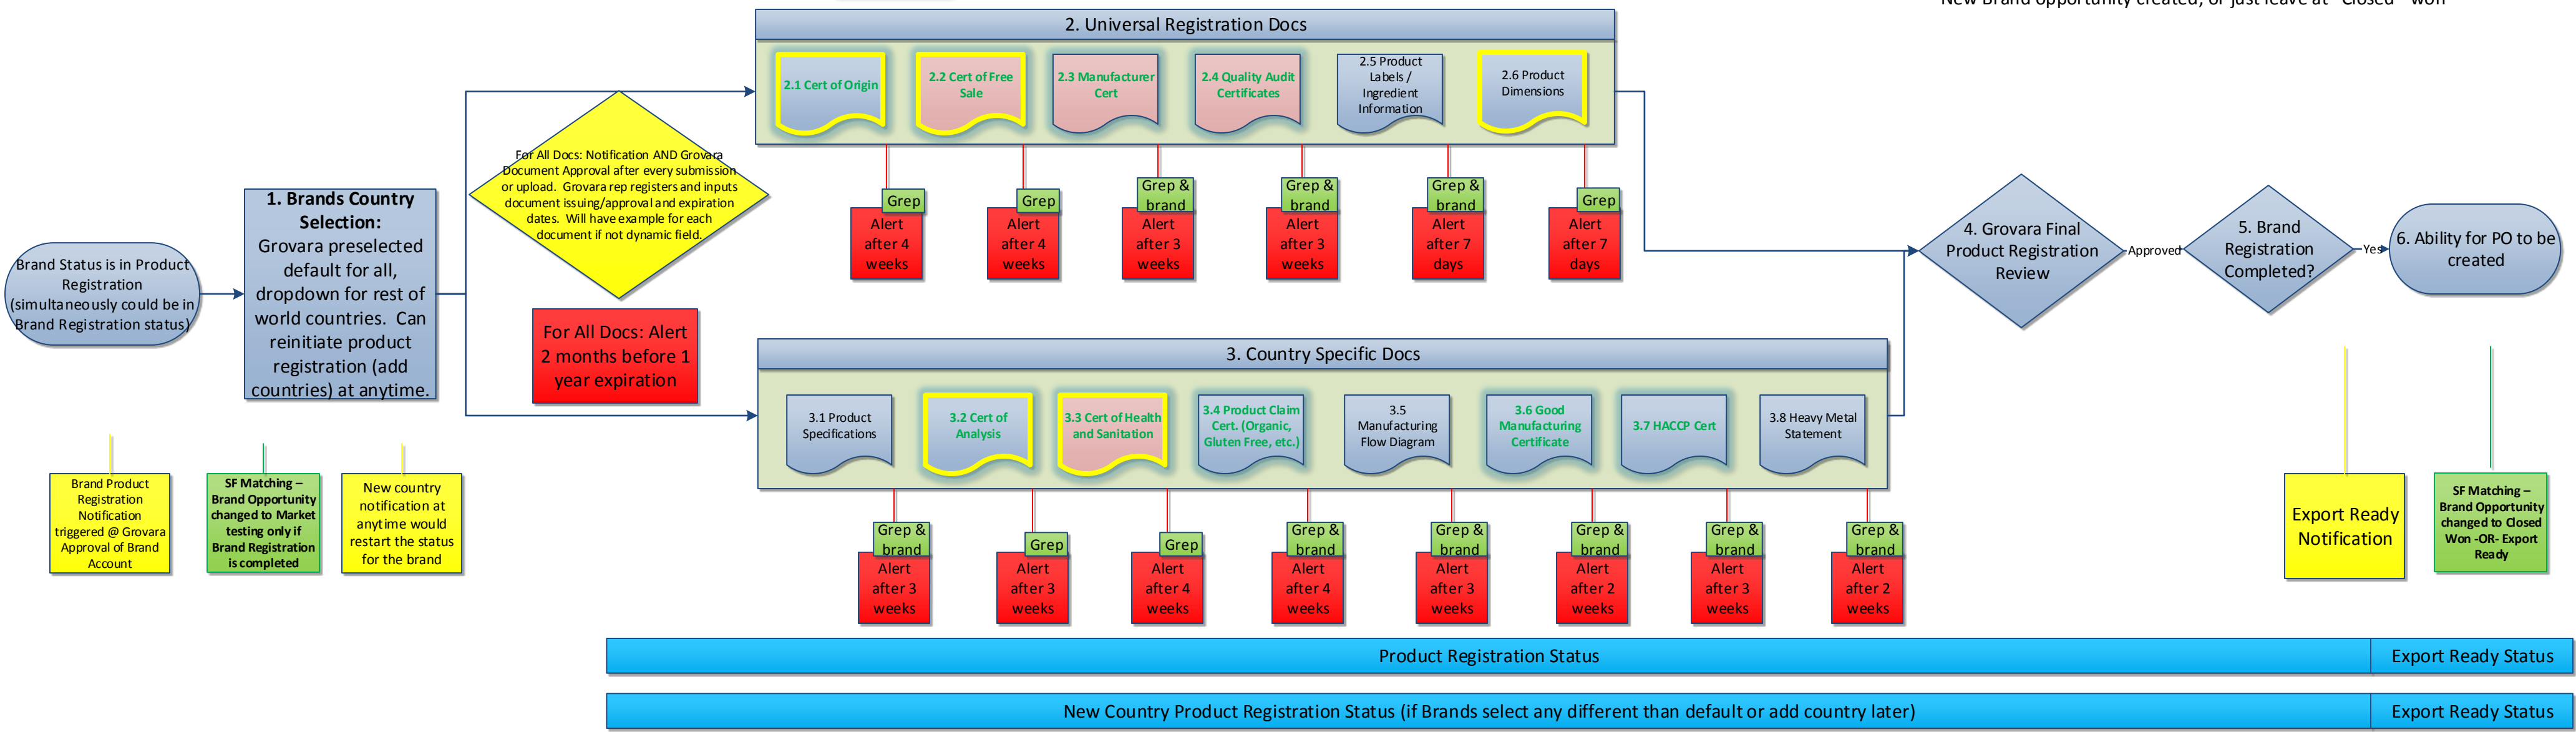 New Brand opportunity created, or just leave at "Closed" won
2. Universal Registration Docs
2.1 Cert of Origin
2.2 Cert of Free
Sale
2.3 Manufacturer
Cert
2.4 Quality Audit
Certificates
2.5 Product
Labels /
Ingredient
Information
2.6 Product
Dimensions
For All Docs: Notification AND Grovara
Document Approval after every submission
or upload. Grovara rep registers and inputs
document issuing/approval and expiration
dates. Will have example for each
document if not dynamic field.
Grep
Alert
after 4
weeks
Grep
Alert
after 4
weeks
Grep &
brand
Alert
after 3
weeks
Grep &
brand
Alert
after 3
weeks
Grep &
brand
Alert
after 7
days
Grep
Alert
after 7
days
Brand Status is in Product
Registration
(simultaneously could be in
Brand Registration status)
1. Brands Country
Selection:
Grovara preselected
default for all,
dropdown for rest of
world countries. Can
reinitiate product
registration (add
countries) at anytime.
For All Docs: Alert
2 months before 1
year expiration
4. Grovara Final
Product Registration
Review
Approved
5. Brand
Registration
Completed?
Yes
6. Ability for PO to be
created
3. Country Specific Docs
3.1 Product
Specifications
3.2 Cert of
Analysis
3.3 Cert of Health
and Sanitation
3.4 Product Claim
Cert. (Organic,
Gluten Free, etc.)
3.5
Manufacturing
Flow Diagram
3.6 Good
Manufacturing
Certificate
3.7 HACCP Cert
3.8 Heavy Metal
Statement
Grep &
brand
Alert
after 3
weeks
Grep
Alert
after 3
weeks
Grep
Alert
after 4
weeks
Grep &
brand
Alert
after 4
weeks
Grep &
brand
Alert
after 3
weeks
Grep &
brand
Alert
after 2
weeks
Grep &
brand
Alert
after 3
weeks
Grep &
brand
Alert
after 2
weeks
Brand Product
Registration
Notification
triggered @ Grovara
Approval of Brand
Account
SF Matching –
Brand Opportunity
changed to Market
testing only if
Brand Registration
is completed
New country
notification at
anytime would
restart the status
for the brand
Export Ready
Notification
SF Matching –
Brand Opportunity
changed to Closed
Won -OR- Export
Ready
Product Registration Status
Export Ready Status
New Country Product Registration Status (if Brands select any different than default or add country later)
Export Ready Status